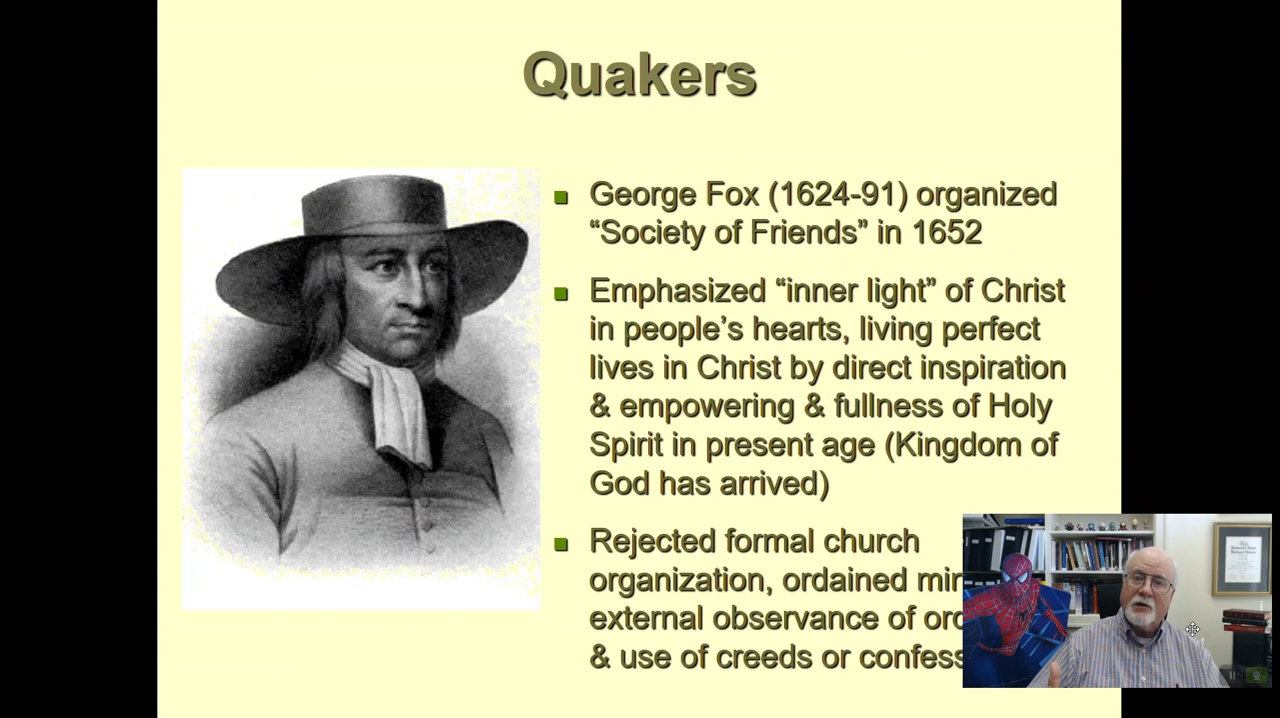 Quakers
George Fox (1624-91) organized
“Society of Friends” in 1652
Emphasized “inner light” of Christ
in people’s hearts, living perfect
lives in Christ by direct inspiration
& empowering & fullness of Holy
Spirit in present age (Kingdom of
God has arrived)
Rejected formal church
organization, ordained
external observance of
& use of creeds or